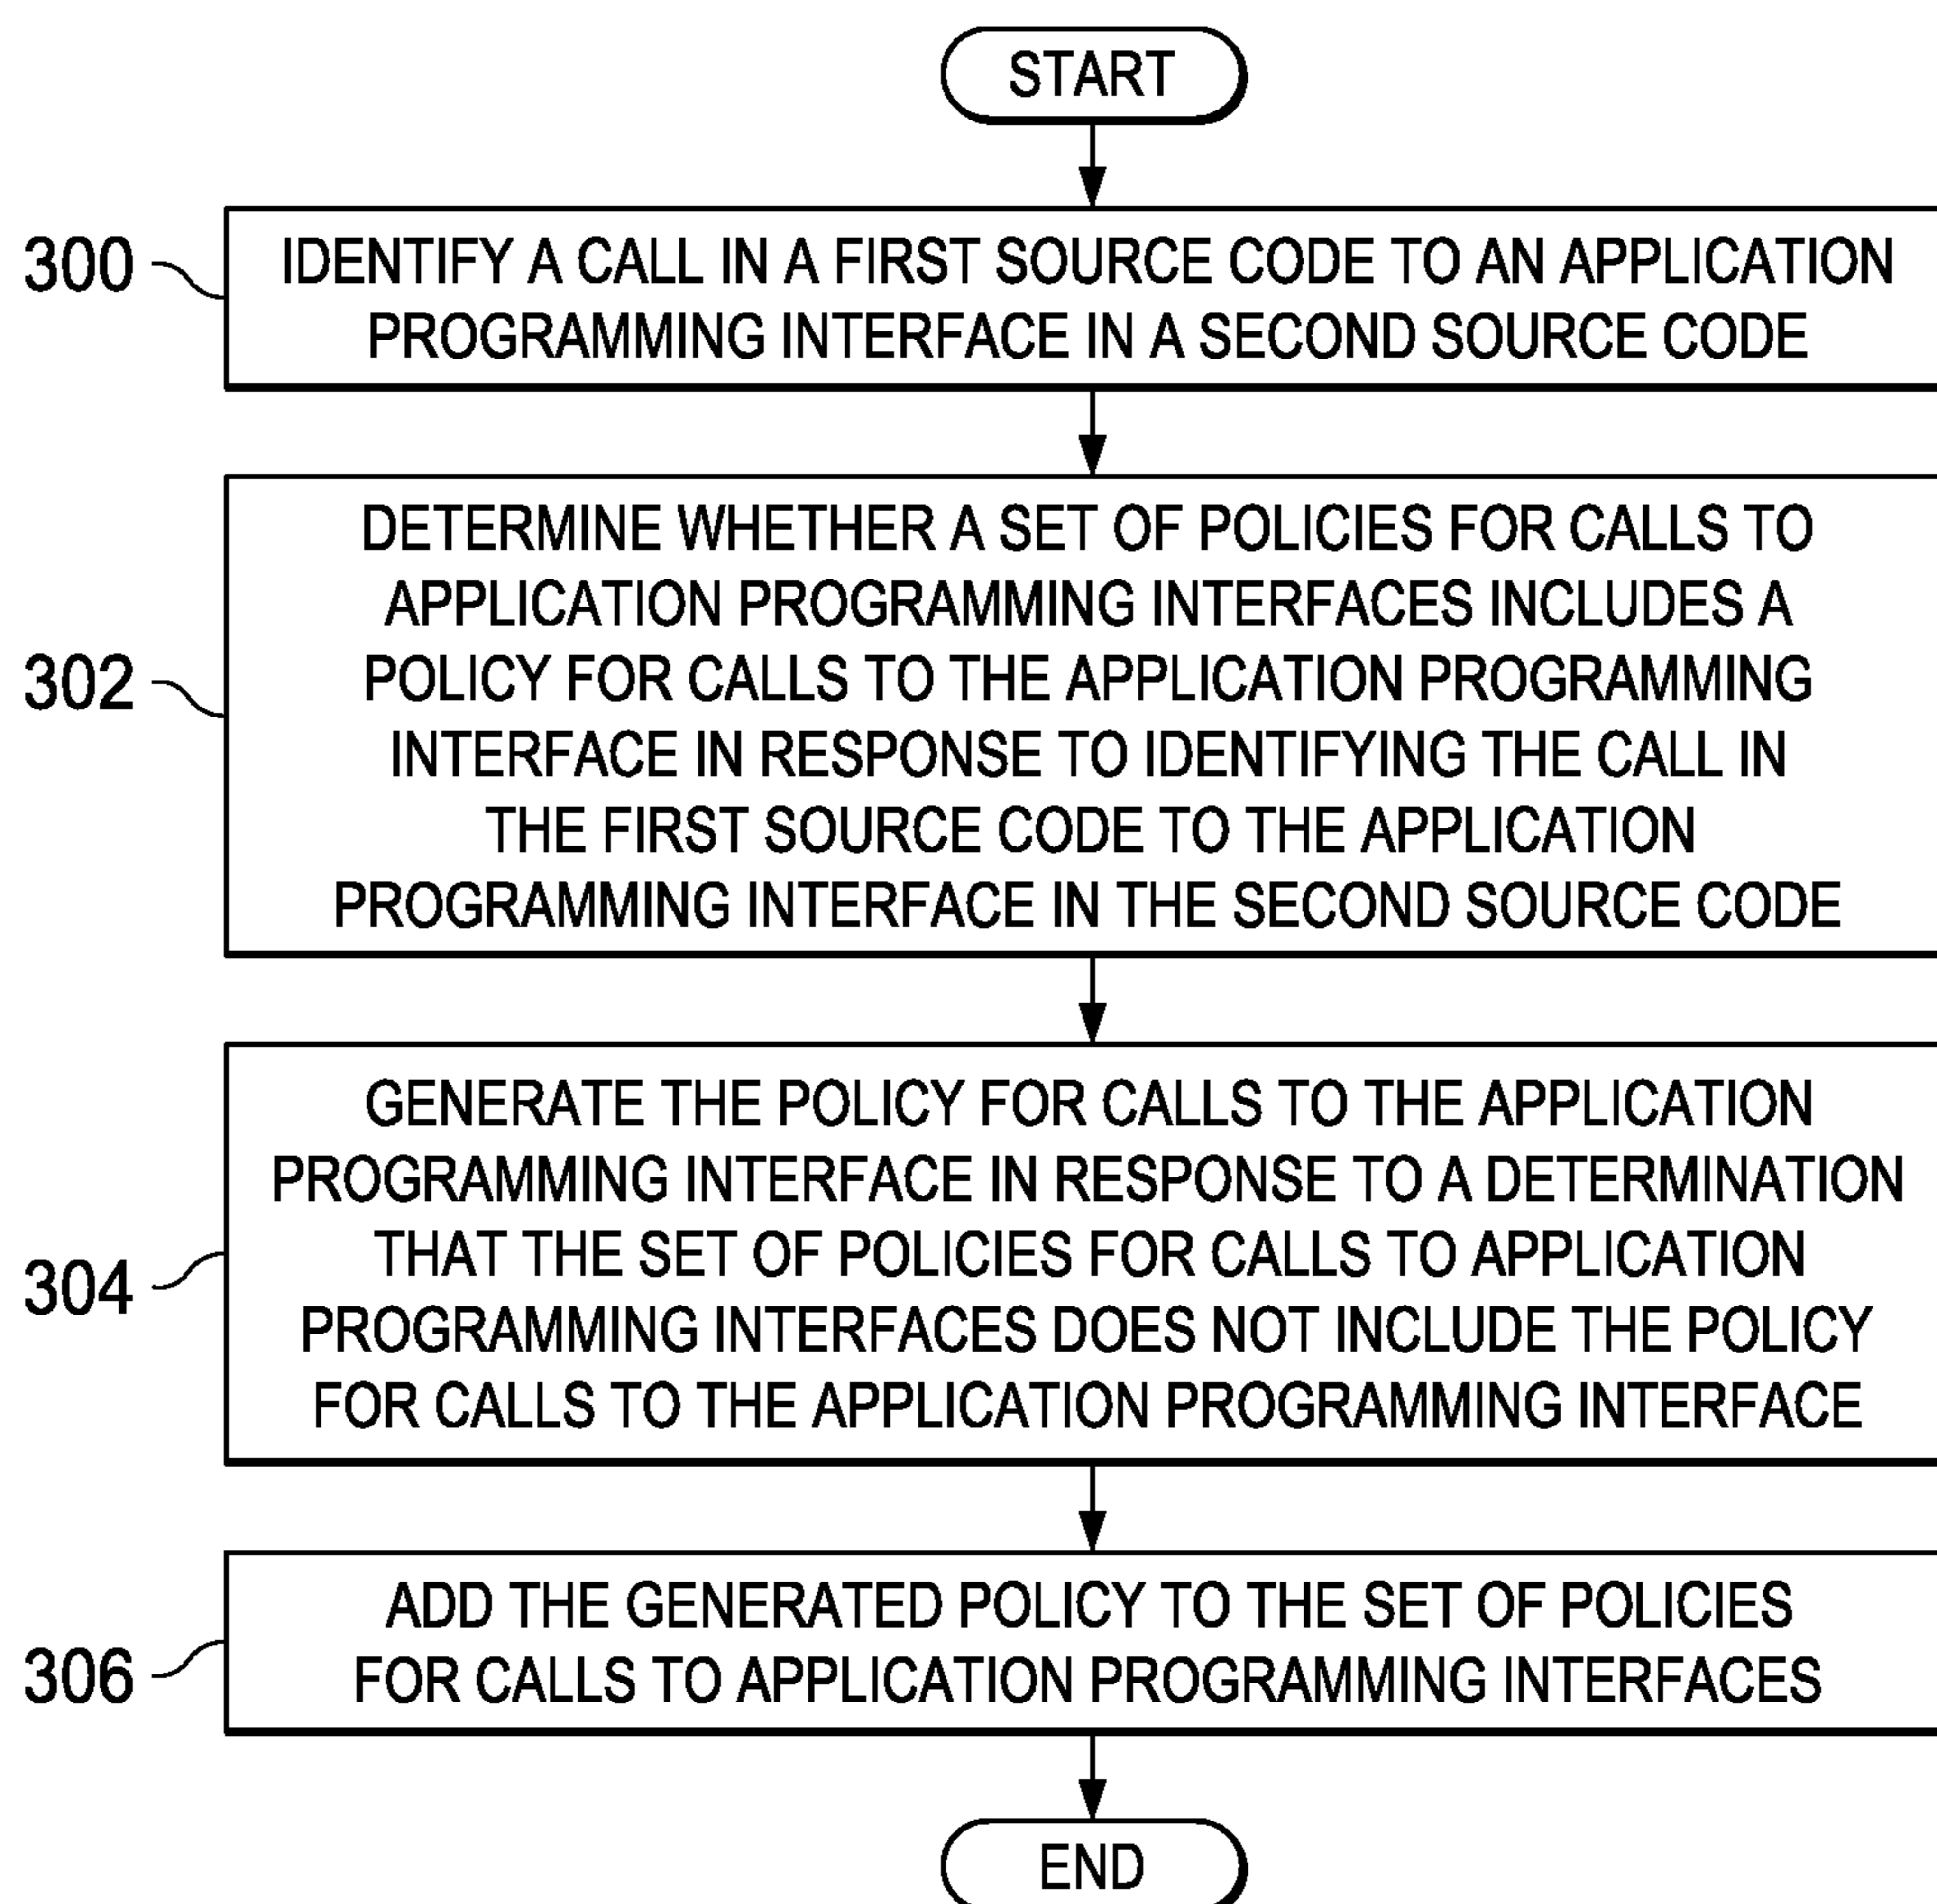 START
300
IDENTIFY A CALL IN A FIRST SOURCE CODE TO AN APPLICATION
PROGRAMMING INTERFACE IN A SECOND SOURCE CODE
302
DETERMINE WHETHER A SET OF POLICIES FOR CALLS TO
APPLICATION PROGRAMMING INTERFACES INCLUDES A
POLICY FOR CALLS TO THE APPLICATION PROGRAMMING
INTERFACE IN RESPONSE TO IDENTIFYING THE CALL IN
THE FIRST SOURCE CODE TO THE APPLICATION
PROGRAMMING INTERFACE IN THE SECOND SOURCE CODE
304
GENERATE THE POLICY FOR CALLS TO THE APPLICATION
PROGRAMMING INTERFACE IN RESPONSE TO A DETERMINATION
THAT THE SET OF POLICIES FOR CALLS TO APPLICATION
PROGRAMMING INTERFACES DOES NOT INCLUDE THE POLICY
FOR CALLS TO THE APPLICATION PROGRAMMING INTERFACE
306
ADD THE GENERATED POLICY TO THE SET OF POLICIES
FOR CALLS TO APPLICATION PROGRAMMING INTERFACES
END